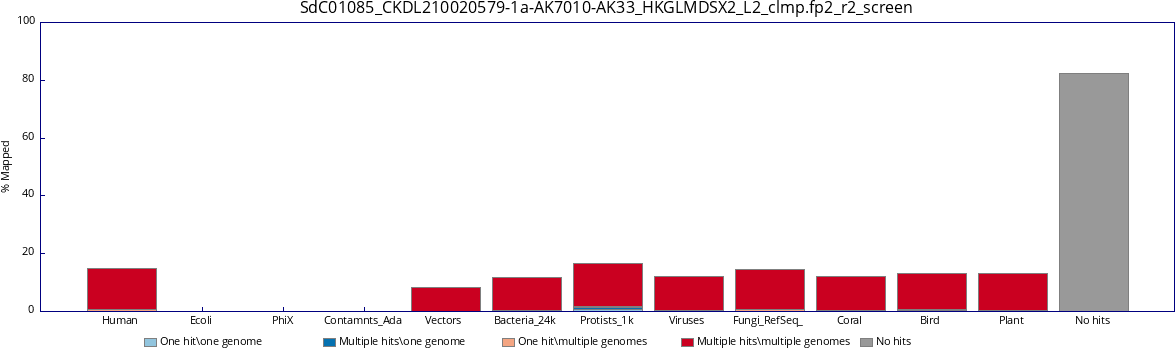 SdC01085_CKDL210020579-1a-AK7010-AK33_HKGLMDSX2_L2_clmp.fp2_r2_screen
100
80
60
40
20
0
% Mapped
Human Ecoli PhiX Contamnts_Ada Vectors Bacteria_24k Protists_1k Viruses Fungi_RefSeq_ Coral Bird Plant No hits
One hit\one genome Multiple hits\one genome One hit\multiple genomes Multiple hits\multiple genomes No hits